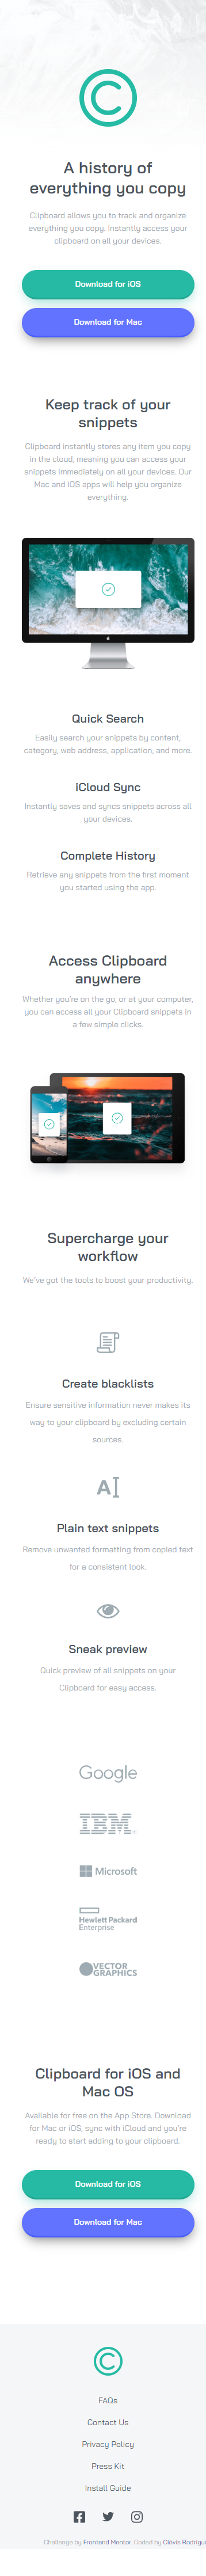 A history of
everything you copy
Clipboard allows you to track and organize
everything you copy. Instantly access your
clipboard on all your devices.
Download for iOS
Download for Mac
Keep track of your
snippets
Clipboard instantly stores any item you copy
in the cloud, meaning you can access your
snippets immediately on all your devices. Our
Mac and iOS apps will help you organize
everything.
Quick Search
Easily search your snippets by content,
category, web address, application, and more.
iCloud Sync
Instantly saves and syncs snippets across all
your devices.
Complete History
Retrieve any snippets from the first moment
you started using the app.
Access Clipboard
anywhere
Whether you're on the go, or at your computer,
you can access all your Clipboard snippets in
a few simple clicks.
Supercharge your
workflow
We've got the tools to boost your productivity.
Create blacklists
Ensure sensitive information never makes its
way to your clipboard by excluding certain
sources.
A
Plain text snippets
Remove unwanted formatting from copied text
for a consistent look.
Sneak preview
Quick preview of all snippets on your
Clipboard for easy access.
Google
IBM
Microsoft
Hewlett Packard
Enterprise
VECTOR
GRAPHICS
Clipboard for iOS and
Mac OS
Available for free on the App Store. Download
for Mac or iOS, sync with iCloud and you're
ready to start adding to your clipboard.
Download for iOS
Download for Mac
FAQs
Contact Us
Privacy Policy
Press Kit
Install Guide
Challenge by Frontend Mentor. Coded by Clóvis